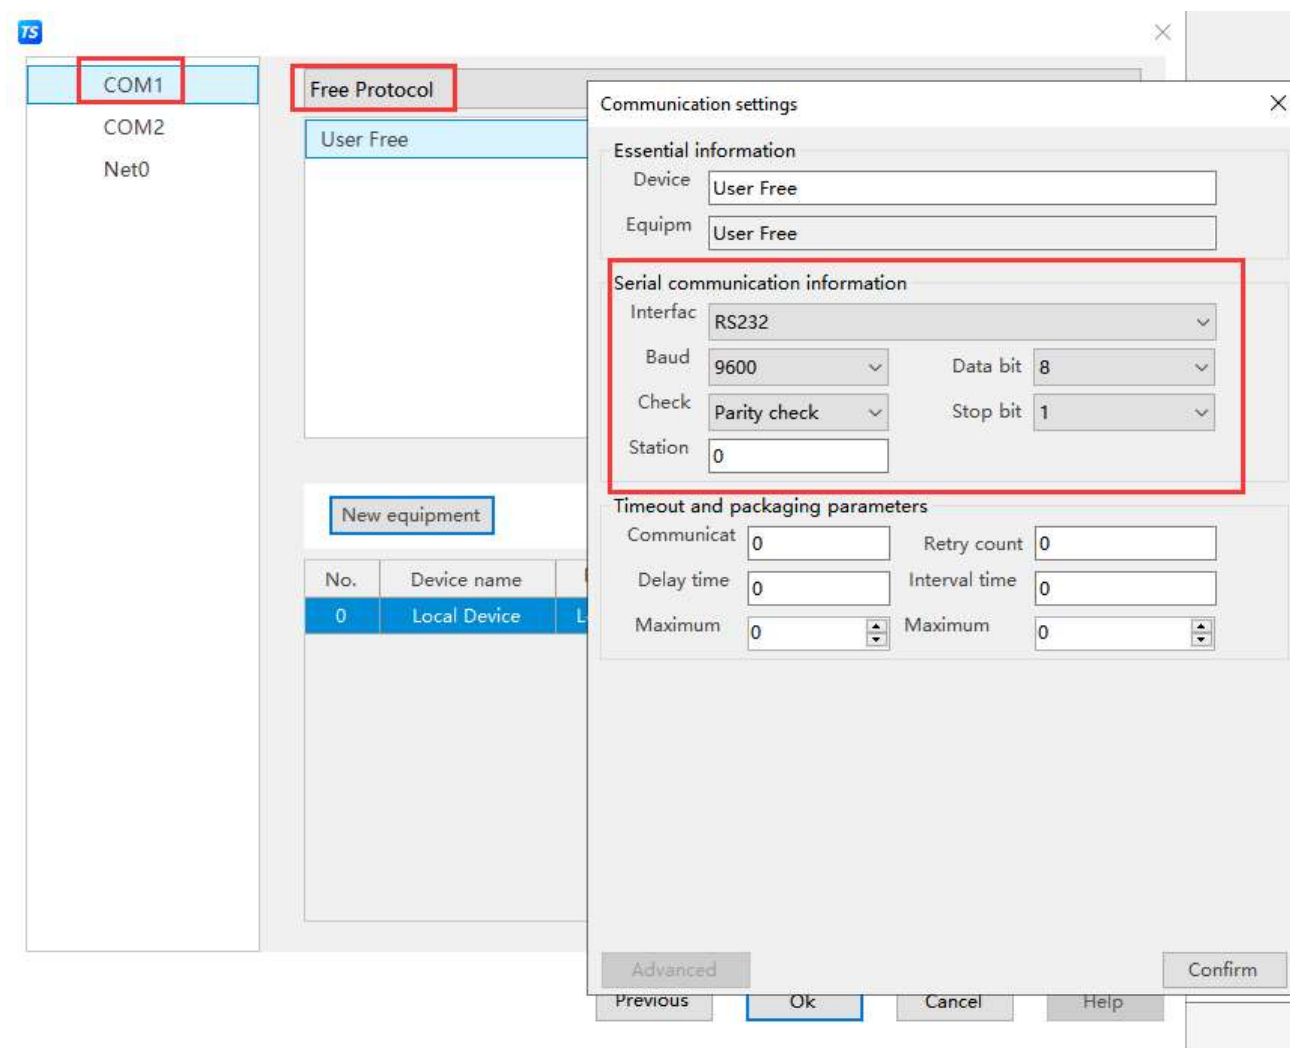 TS
COM1
COM2
Net0
Free Protocol
User Free
New equipment
No. Device name
0 Local Device
Communication settings
Essential information
Device User Free
Equipm User Free
Serial communication information
Interfac RS232
Baud 9600 Data bit 8
Check Parity check Stop bit 1
Station 0
Timeout and packaging parameters
Communicat 0 Retry count 0
Delay time 0 Interval time 0
Maximum 0 Maximum 0
Advanced Confirm
Previous Ok Cancel Help